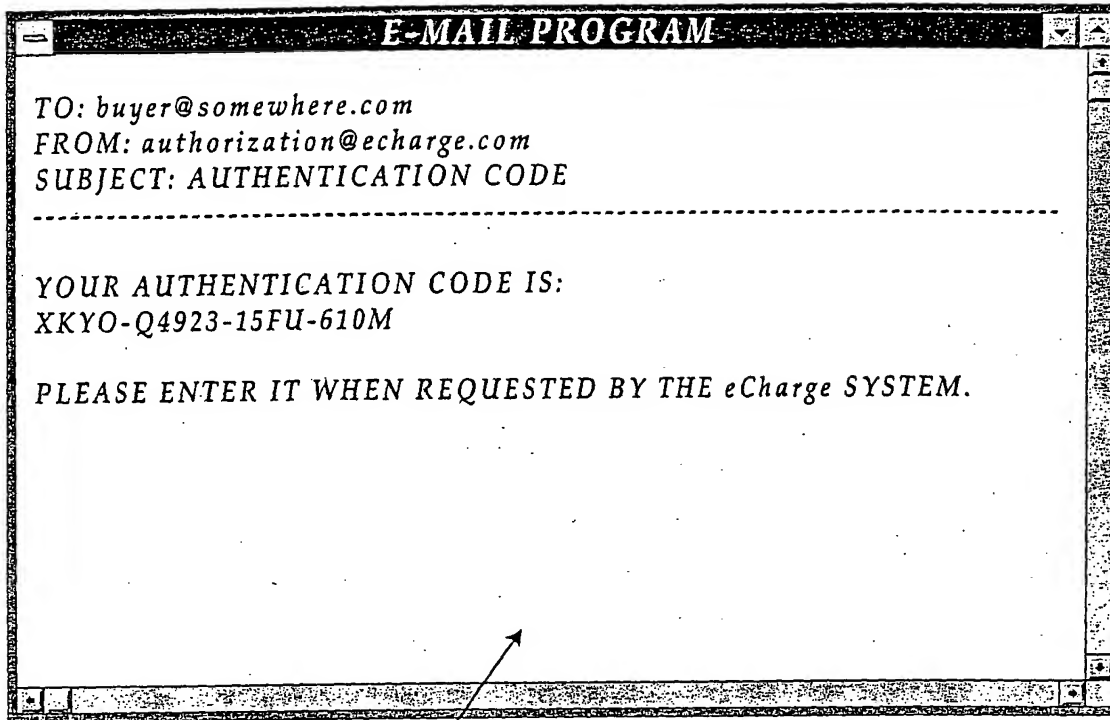 E-MAIL PROGRAM
TO: buyer@somewhere.com
FROM: authorization@echarge.com
SUBJECT: AUTHENTICATION CODE
YOUR AUTHENTICATION CODE IS:
XKYO-Q4923-15FU-610M
PLEASE ENTER IT WHEN REQUESTED BY THE eCharge SYSTEM.